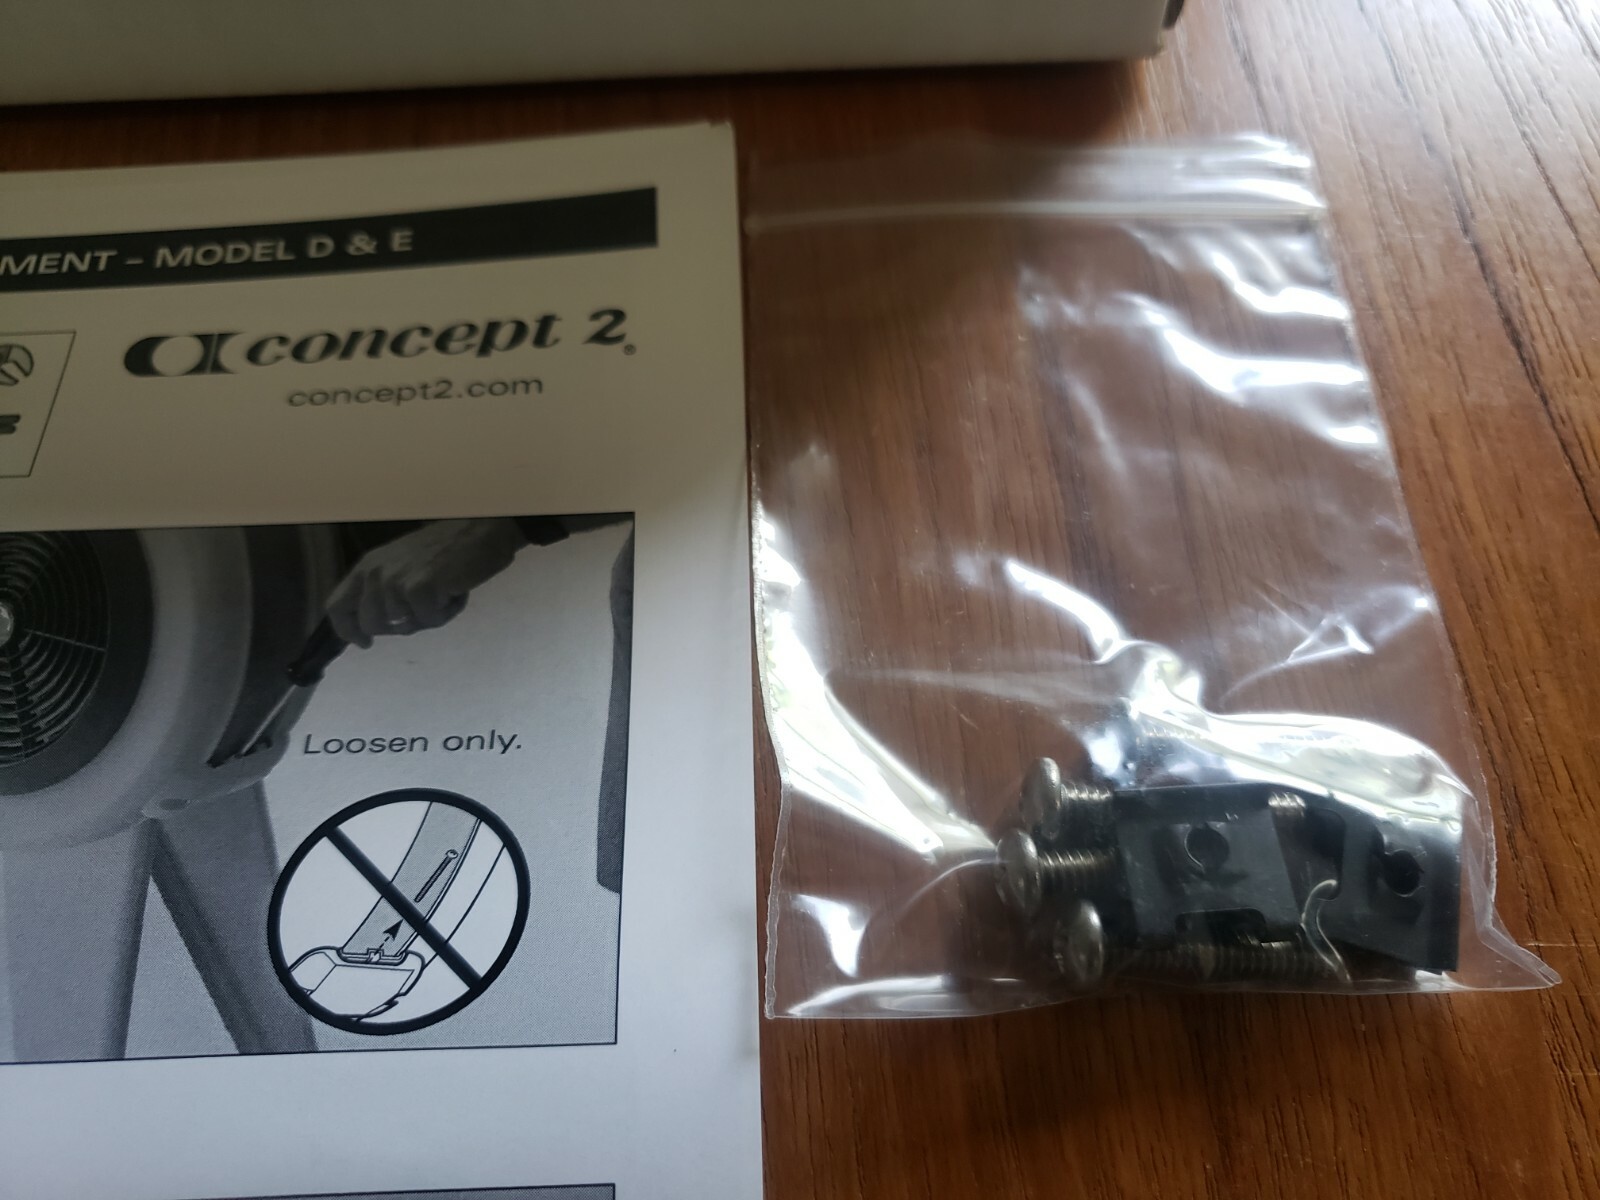 MENT – MODEL D & E
concept 2®
concept2.com
Loosen only.